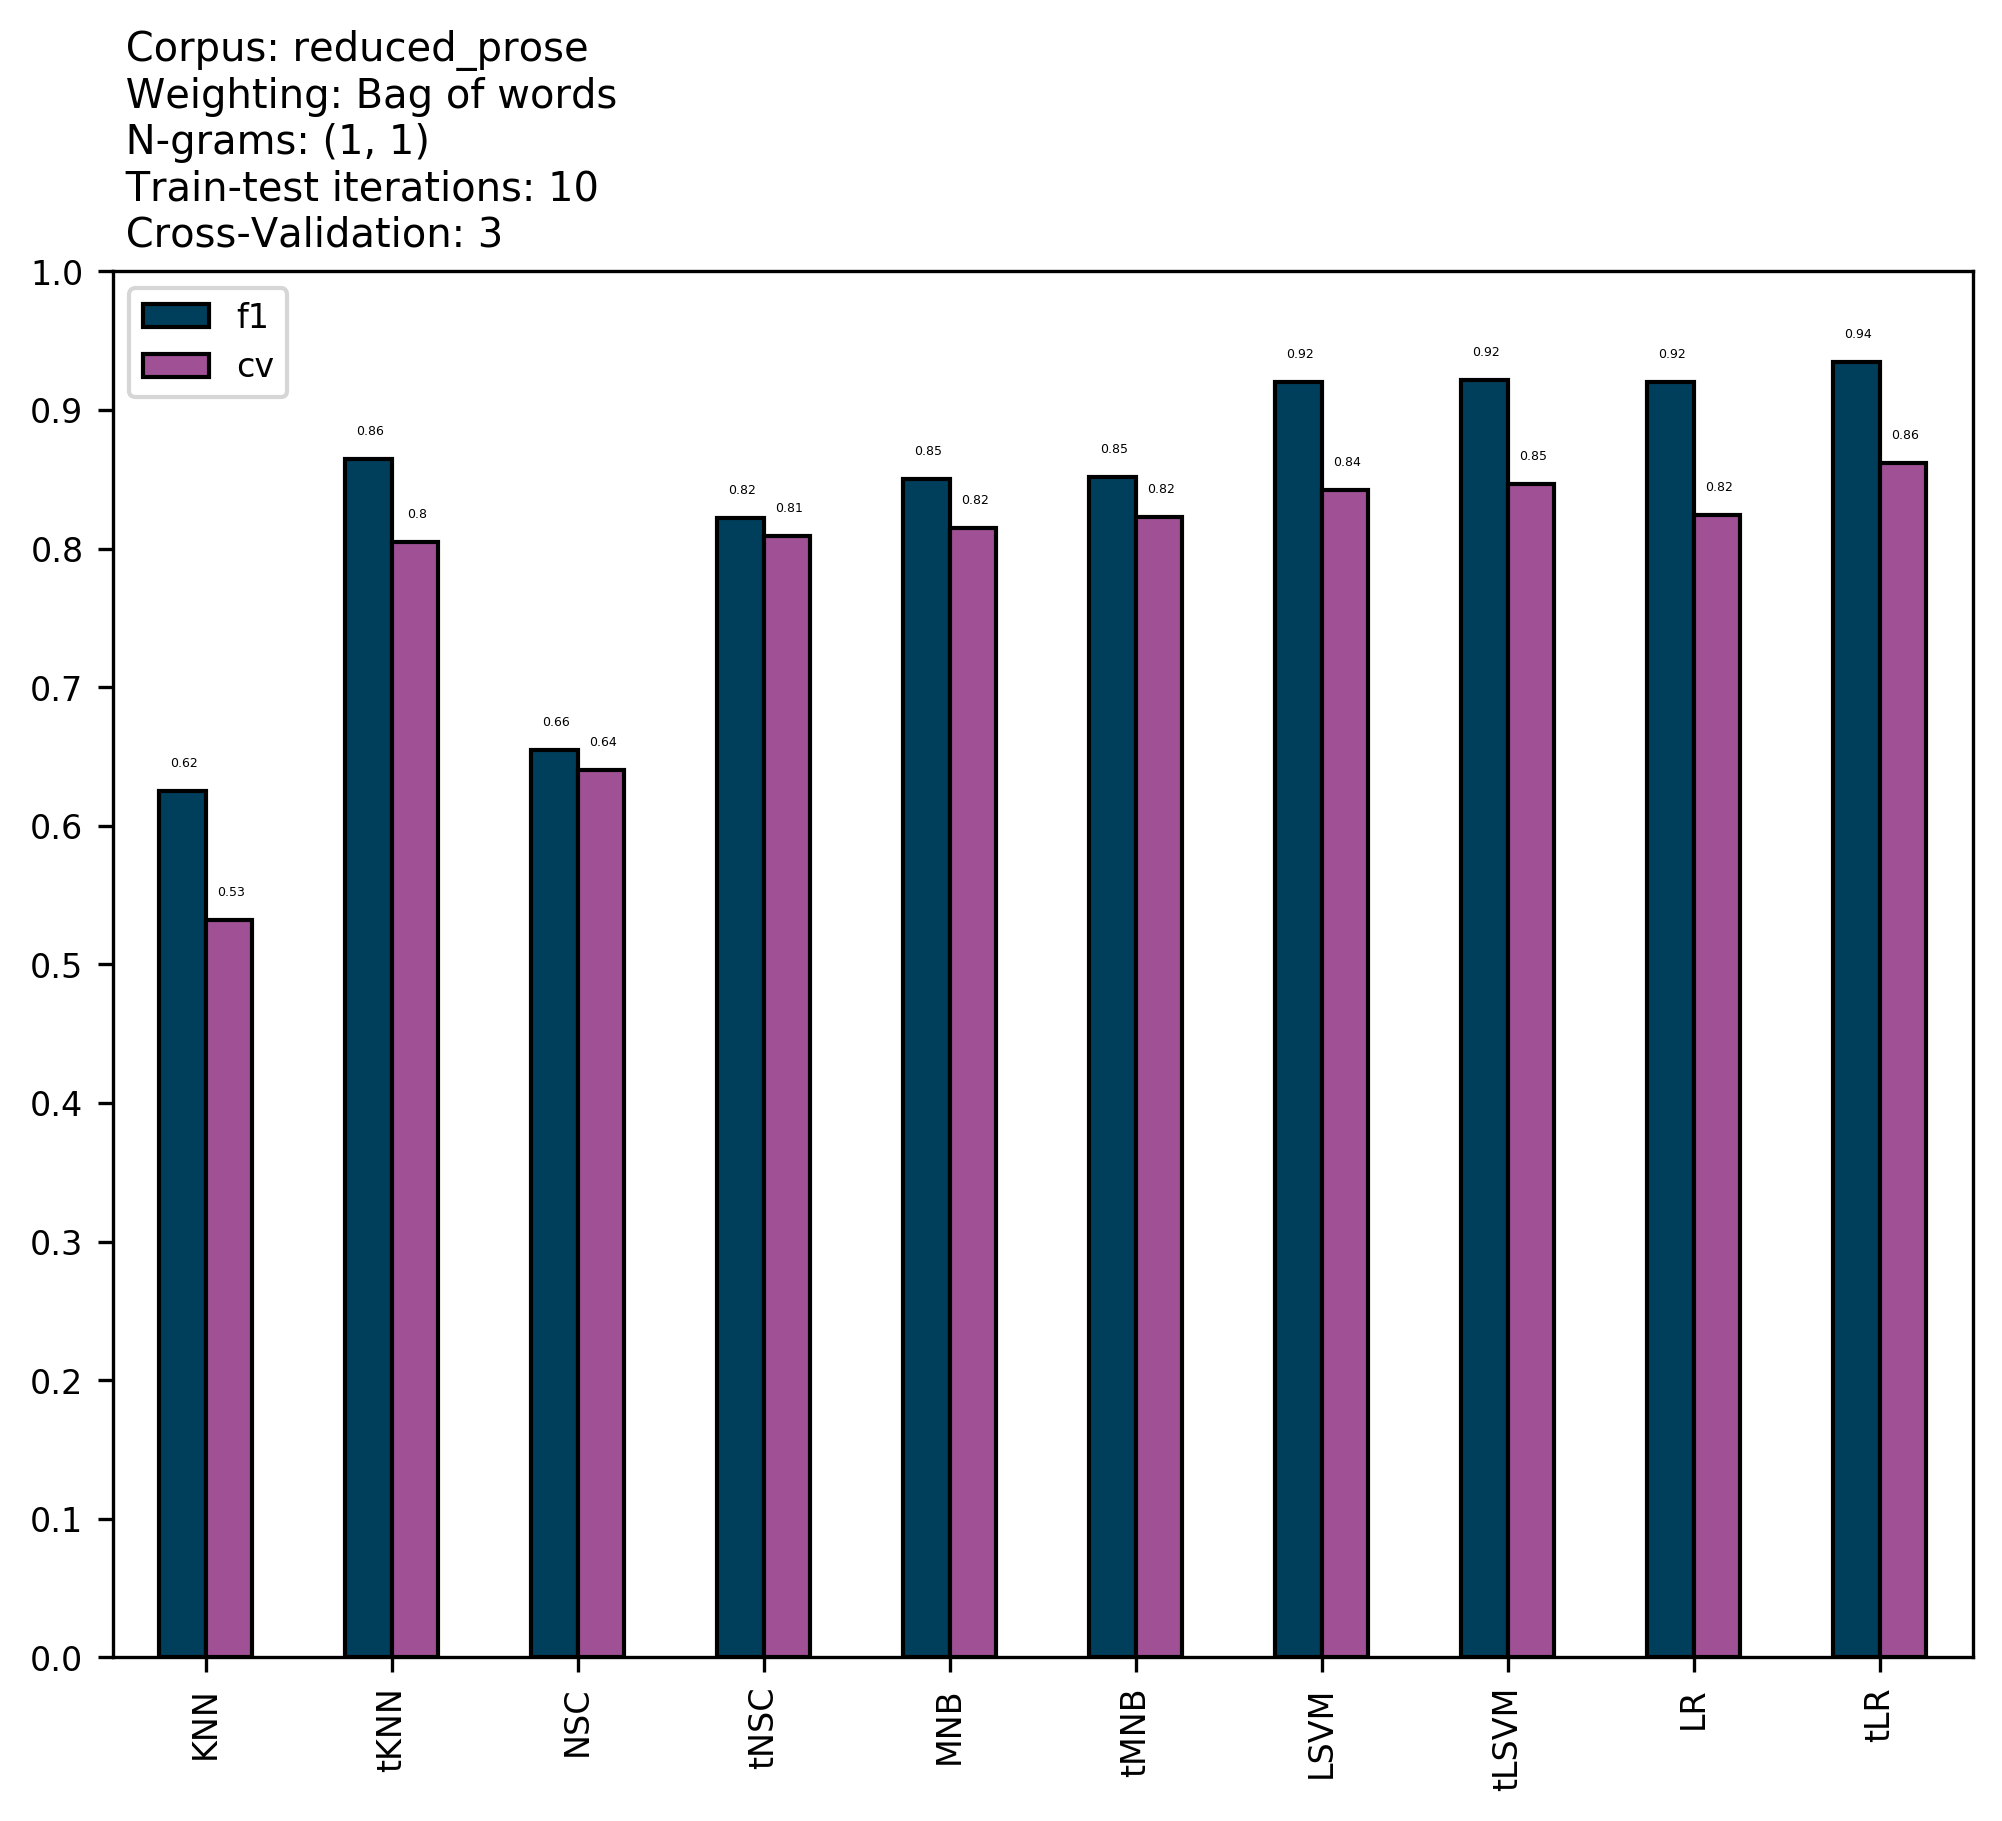 Corpus: reduced_prose
Weighting: Bag of words
N-grams: (1, 1)
Train-test iterations: 10
Cross-Validation: 3
1.0
0.9
0.8
0.7
0.6
0.5
0.4
0.3
0.2
0.1
0.0
f1
cv
0.62
0.53
0.86
0.8
0.66
0.64
0.82
0.81
0.85
0.82
0.85
0.82
0.92
0.84
0.92
0.85
0.92
0.82
0.94
0.86
KNN
tKNN
NSC
tNSC
MNB
tMNB
LSVM
tLSVM
LR
tLR